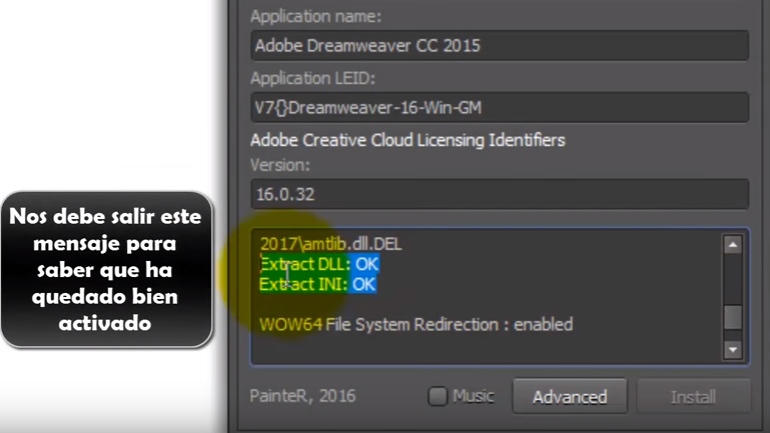 Application name:
Adobe Dreamweaver CC 2015
Application LEID:
V7{}Dreamweaver-16-Win-GM
Adobe Creative Cloud Licensing Identifiers
Version:
16.0.32
Nos debe salir este
mensaje para
saber que ha
quedado bien
activado
2017\amtlib.dll.DEL
Extract DLL: OK
Extract INI: OK
WOW64 File System Redirection : enabled
PainteR, 2016
Music
Advanced
Install